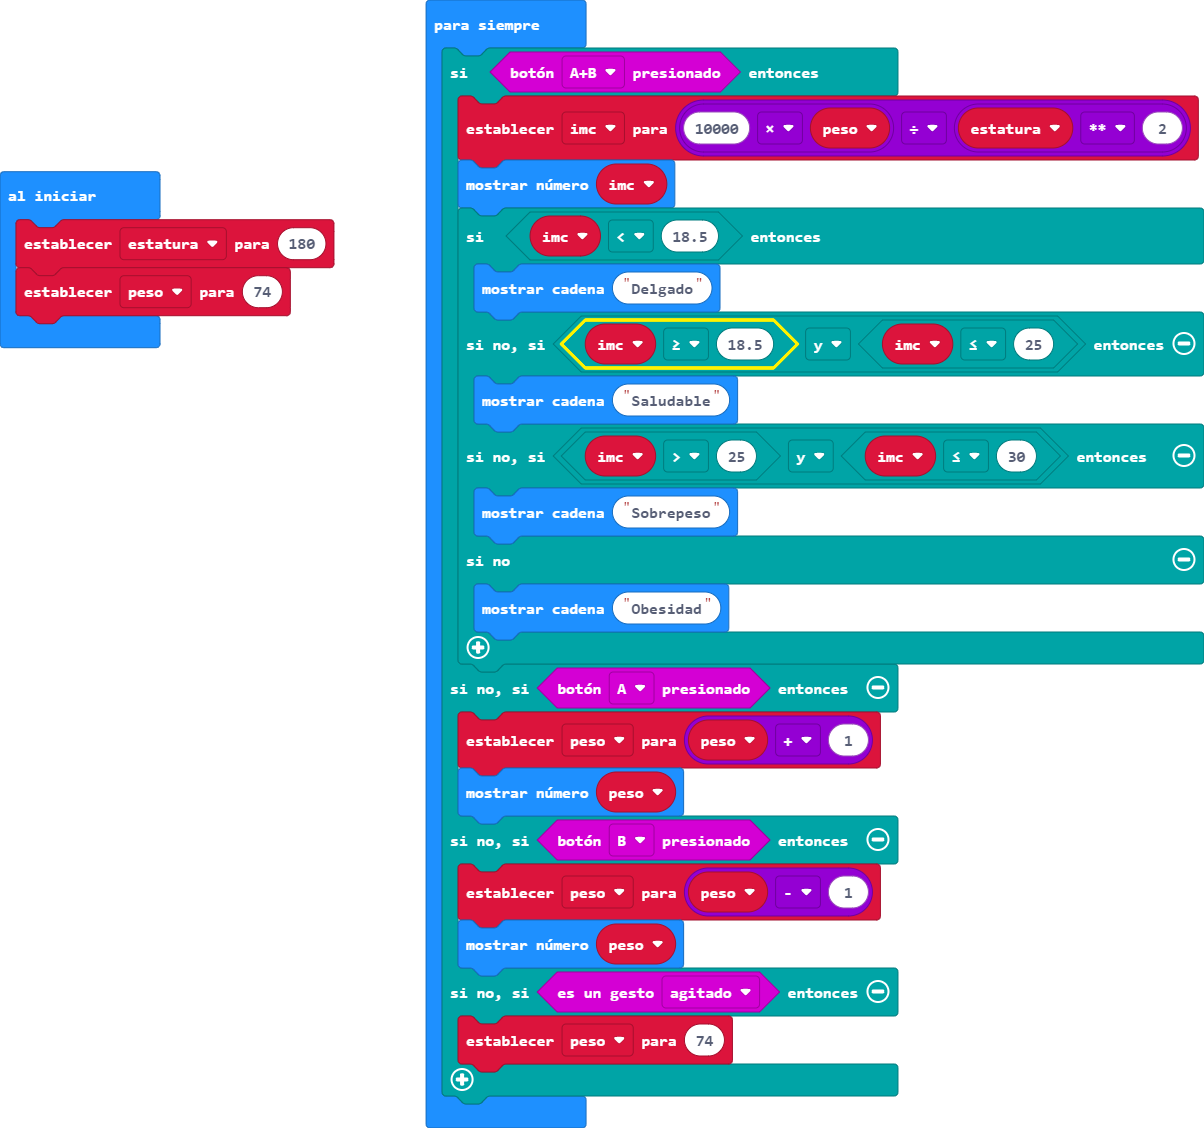 al iniciar
establecer estatura para 180
establecer peso para 74
para siempre
si botón A+B presionado entonces
establecer imc para 10000 × peso ÷ estatura ** 2
mostrar número imc
si imc < 18.5 entonces
mostrar cadena "Delgado"
si no, si imc ≥ 18.5 y imc ≤ 25 entonces
mostrar cadena "Saludable"
si no, si imc > 25 y imc ≤ 30 entonces
mostrar cadena "Sobrepeso"
si no
mostrar cadena "Obesidad"
si no, si botón A presionado entonces
establecer peso para peso + 1
mostrar número peso
si no, si botón B presionado entonces
establecer peso para peso - 1
mostrar número peso
si no, si es un gesto agitado entonces
establecer peso para 74